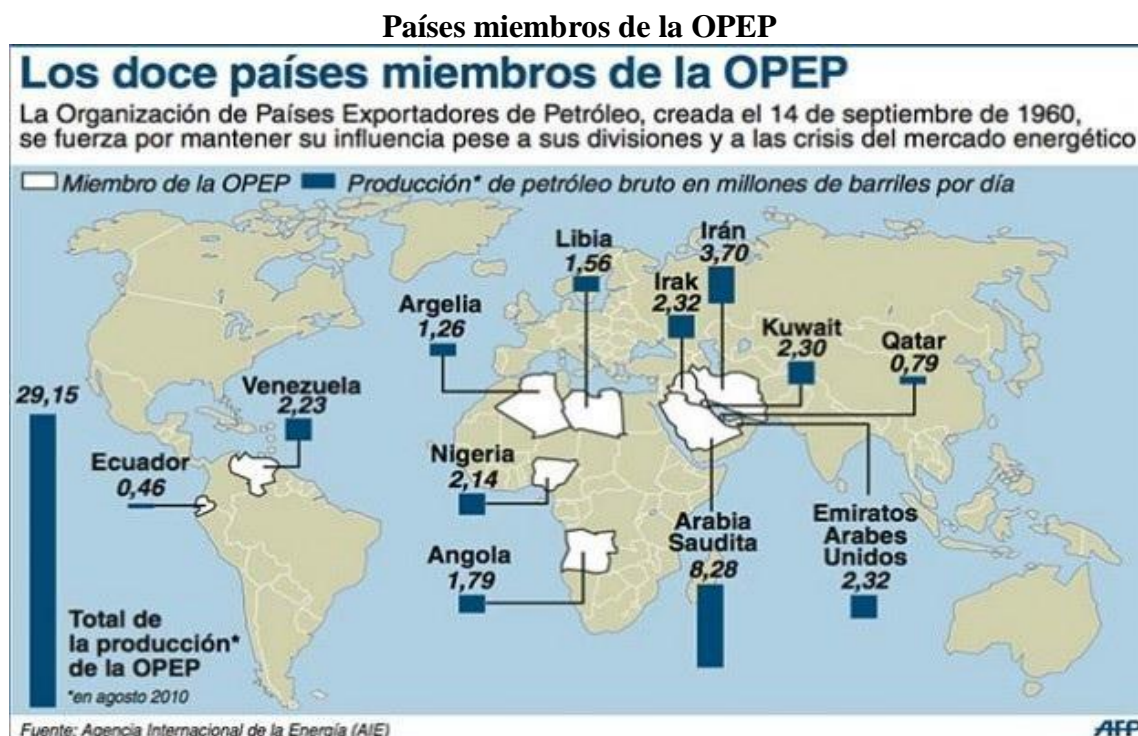 Países miembros de la OPEP
Los doce países miembros de la OPEP
La Organización de Países Exportadores de Petróleo, creada el 14 de septiembre de 1960,
se fuerza por mantener su influencia pese a sus divisiones y a las crisis del mercado energético
Miembro de la OPEP Producción* de petróleo bruto en millones de barriles por día
Libia
1,56
Irán
3,70
Irak
2,32
Argelia
1,26
Kuwait
2,30
Qatar
0,79
29,15
Venezuela
2,23
Ecuador
0,46
Nigeria
2,14
Angola
1,79
Arabia
Saudita
8,28
Emiratos
Arabes
Unidos
2,32
Total de
la producción*
de la OPEP
*en agosto 2010
Fuente: Agencia Internacional de la Energía (AIE)
AFP